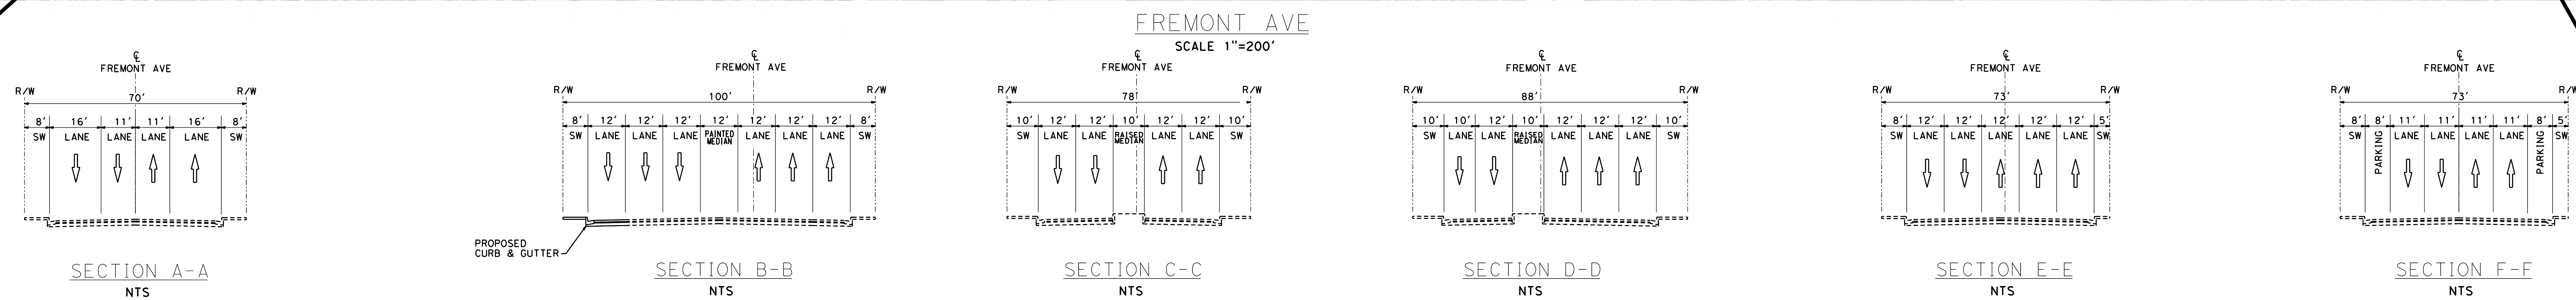 FREMONT AVE
SCALE 1"=200'
℄
FREMONT AVE
R/W R/W
70'
8' 16' 11' 11' 16' 8'
SW LANE LANE LANE LANE SW
SECTION A-A
NTS
℄
FREMONT AVE
R/W R/W
100'
8' 12' 12' 12' 12' 12' 12' 12' 8'
SW LANE LANE LANE PAINTED MEDIAN LANE LANE LANE SW
PROPOSED
CURB & GUTTER
SECTION B-B
NTS
℄
FREMONT AVE
R/W R/W
78'
10' 12' 12' 10' 12' 12' 10'
SW LANE LANE RAISED MEDIAN LANE LANE SW
SECTION C-C
NTS
℄
FREMONT AVE
R/W R/W
88'
10' 10' 12' 10' 12' 12' 12' 10'
SW LANE LANE RAISED MEDIAN LANE LANE LANE SW
SECTION D-D
NTS
℄
FREMONT AVE
R/W R/W
73'
8' 12' 12' 12' 12' 12' 5'
SW LANE LANE LANE LANE LANE SW
SECTION E-E
NTS
℄
FREMONT AVE
R/W R/W
73'
8' 8' 11' 11' 11' 11' 8' 5'
SW PARKING LANE LANE LANE LANE PARKING SW
SECTION F-F
NTS